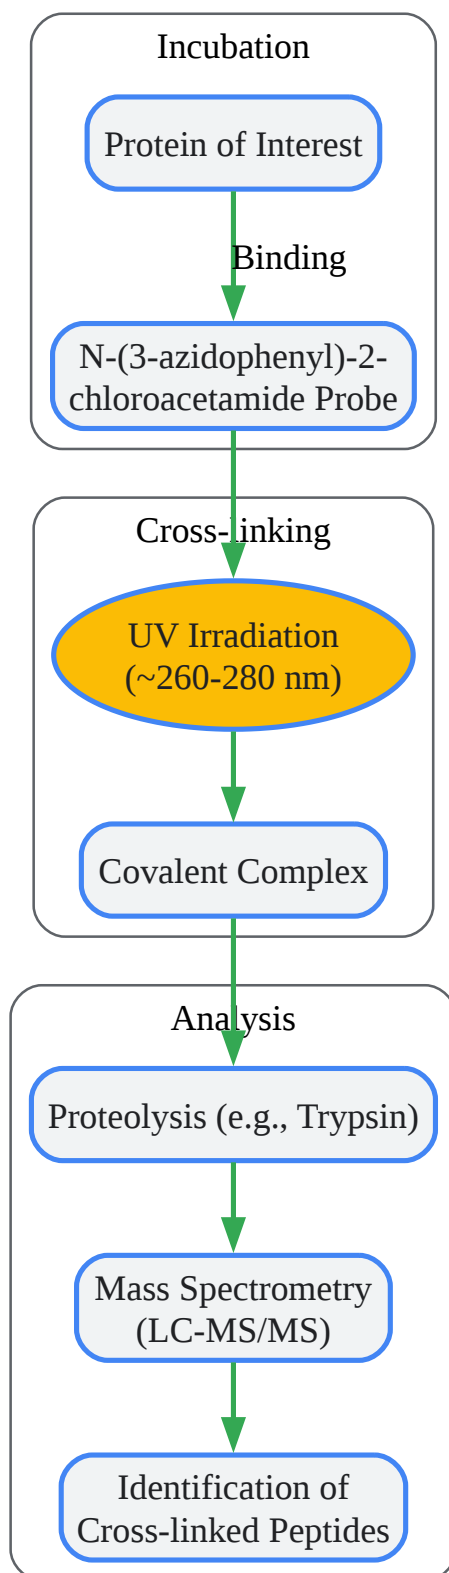 Incubation
Protein of Interest
Binding
N-(3-azidophenyl)-2-
chloroacetamide Probe
Cross-linking
UV Irradiation
(~260-280 nm)
Covalent Complex
Analysis
Proteolysis (e.g., Trypsin)
Mass Spectrometry
(LC-MS/MS)
Identification of
Cross-linked Peptides